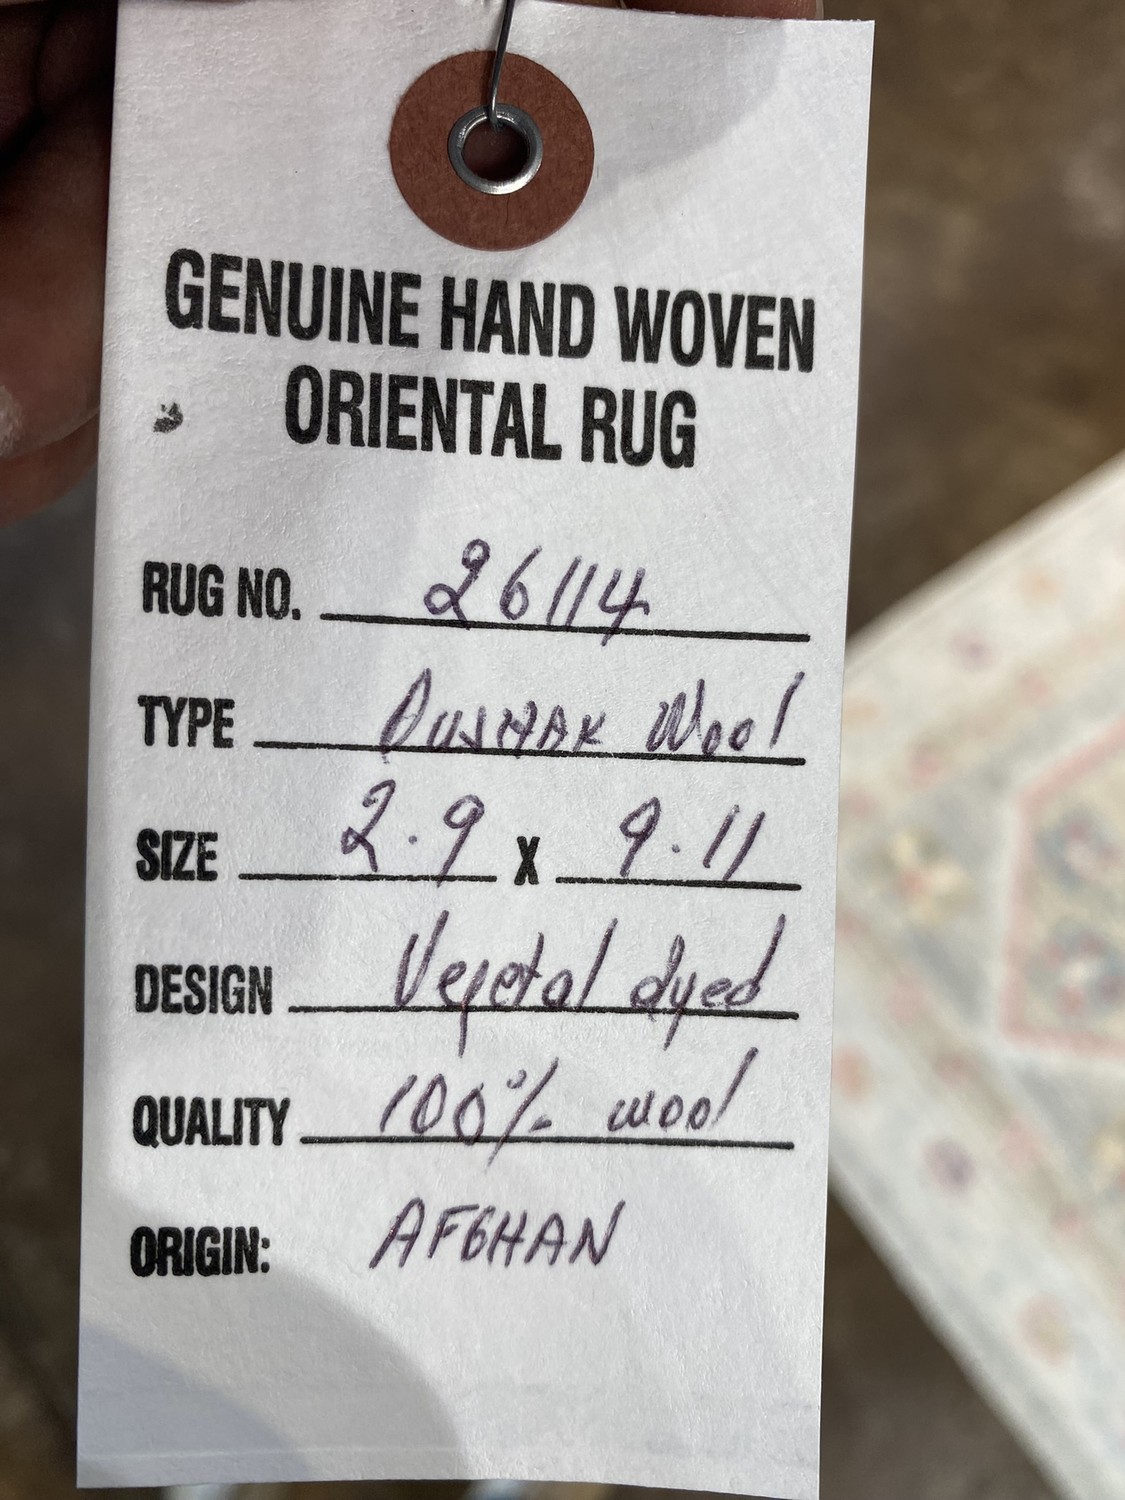 GENUINE HAND WOVEN
ORIENTAL RUG
RUG NO. 26114
TYPE OUSHAK Wool
SIZE 2.9 X 9.11
DESIGN Vegetal dyed
QUALITY 100% wool
ORIGIN: AFGHAN